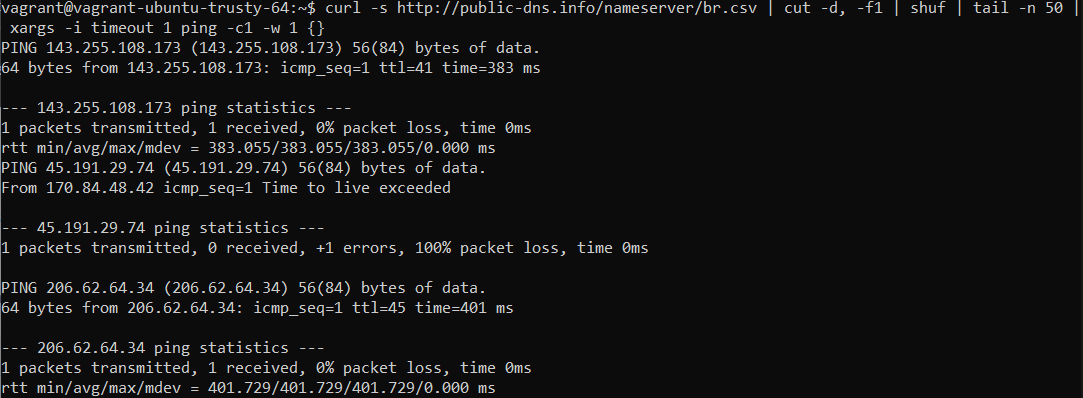 vagrant@vagrant-ubuntu-trusty-64:~$ curl -s http://public-dns.info/nameserver/br.csv | cut -d, -f1 | shuf | tail -n 50 |
 xargs -i timeout 1 ping -c1 -w 1 {}
PING 143.255.108.173 (143.255.108.173) 56(84) bytes of data.
64 bytes from 143.255.108.173: icmp_seq=1 ttl=41 time=383 ms

--- 143.255.108.173 ping statistics ---
1 packets transmitted, 1 received, 0% packet loss, time 0ms
rtt min/avg/max/mdev = 383.055/383.055/383.055/0.000 ms
PING 45.191.29.74 (45.191.29.74) 56(84) bytes of data.
From 170.84.48.42 icmp_seq=1 Time to live exceeded

--- 45.191.29.74 ping statistics ---
1 packets transmitted, 0 received, +1 errors, 100% packet loss, time 0ms

PING 206.62.64.34 (206.62.64.34) 56(84) bytes of data.
64 bytes from 206.62.64.34: icmp_seq=1 ttl=45 time=401 ms

--- 206.62.64.34 ping statistics ---
1 packets transmitted, 1 received, 0% packet loss, time 0ms
rtt min/avg/max/mdev = 401.729/401.729/401.729/0.000 ms